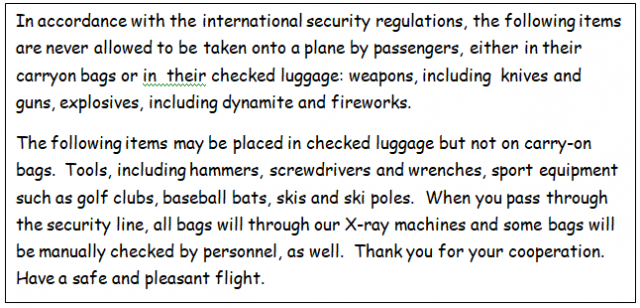 In accordance with the international security regulations, the following items
are never allowed to be taken onto a plane by passengers, either in their
carryon bags or in  their checked luggage: weapons, including  knives and
guns, explosives, including dynamite and fireworks.
The following items may be placed in checked luggage but not on carry-on
bags.  Tools, including hammers, screwdrivers and wrenches, sport equipment
such as golf clubs, baseball bats, skis and ski poles.  When you pass through
the security line, all bags will through our X-ray machines and some bags will
be manually checked by personnel, as well.  Thank you for your cooperation.
Have a safe and pleasant flight.